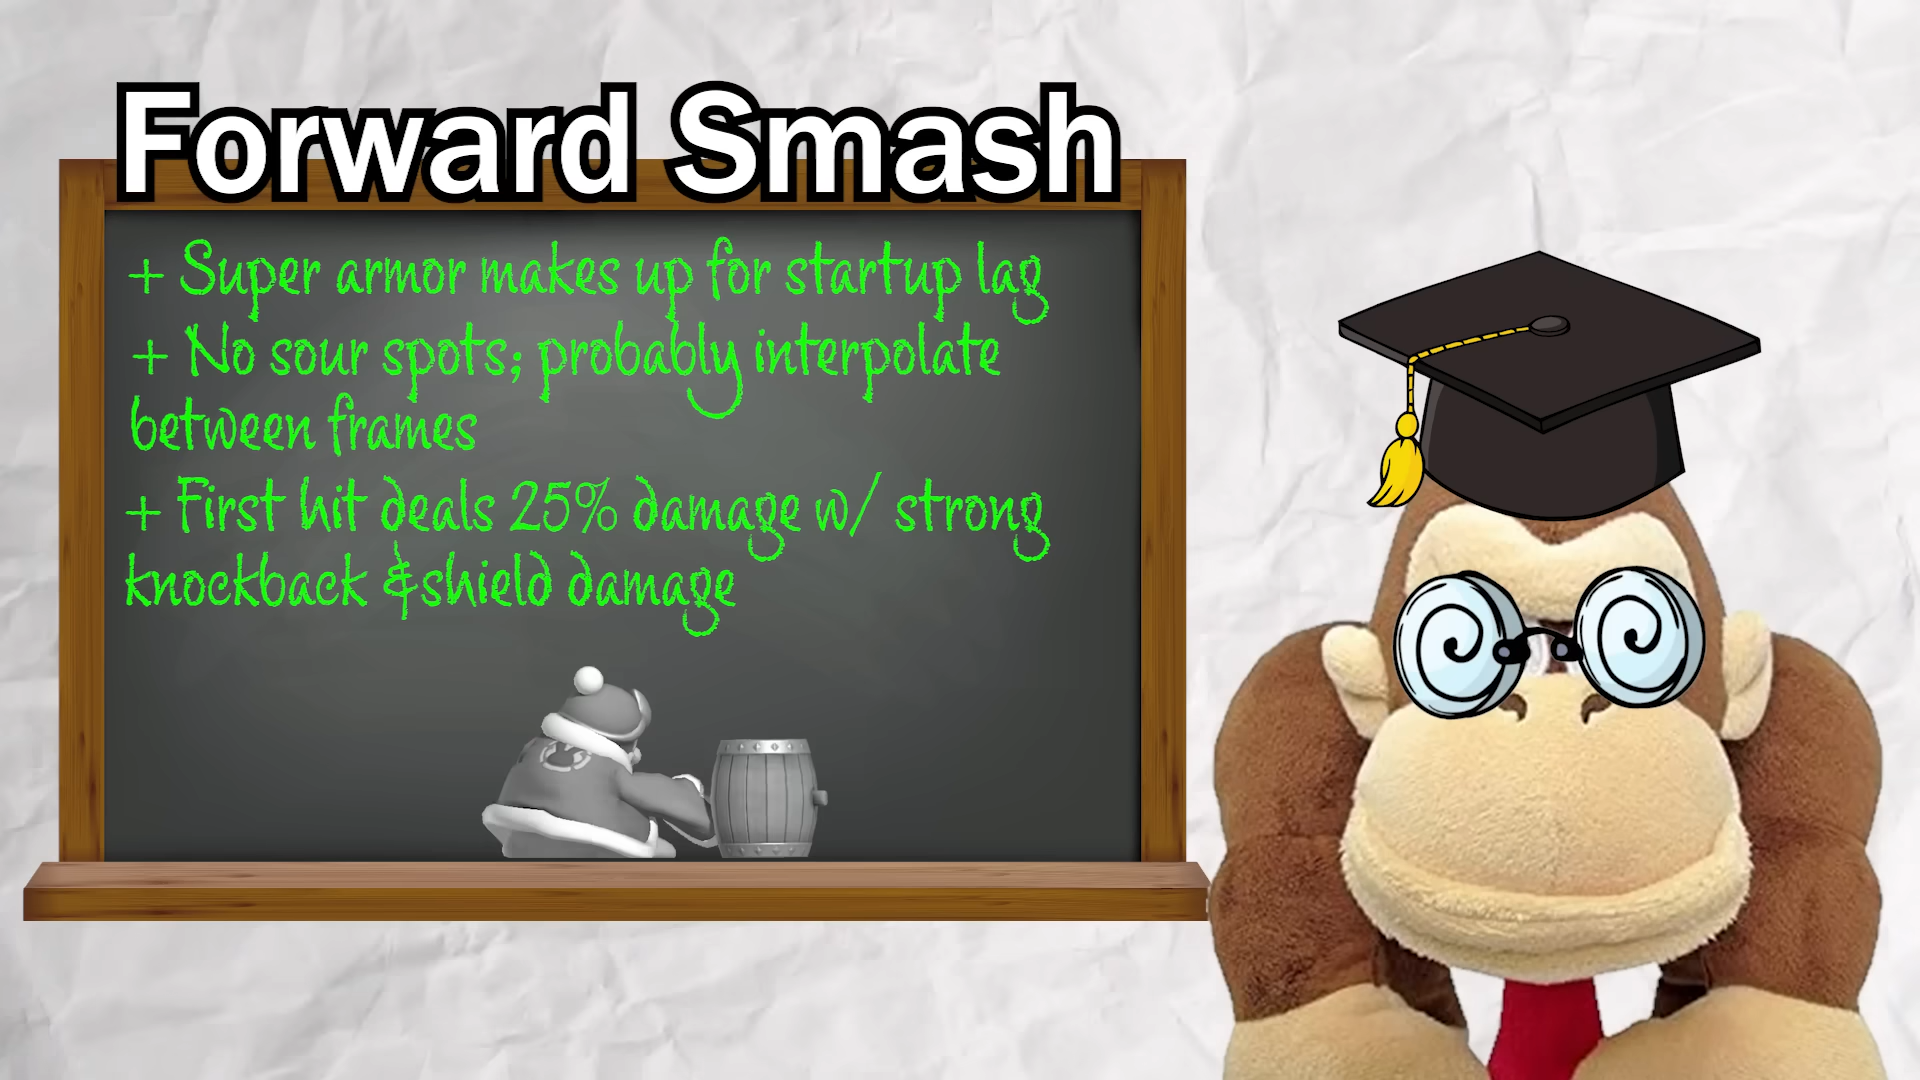 Forward Smash
+ Super armor makes up for startup lag
+ No sour spots; probably interpolate
between frames
+ First hit deals 25% damage w/ strong
knockback &shield damage